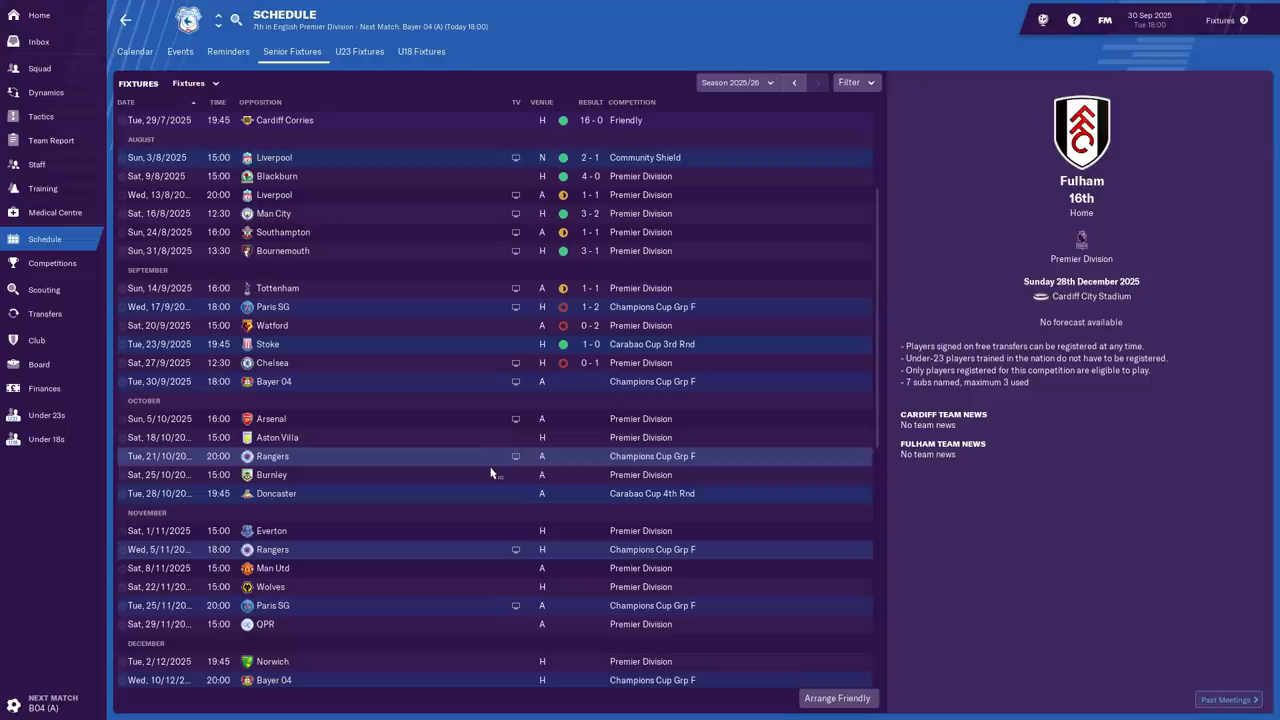 Home
SCHEDULE
7th in English Premier Division - Next Match: Bayer 04 (A) (Today 18:00)
FM
30 Sep 2025
Tue 18:00
Fixtures
Inbox
Squad
Dynamics
Tactics
Team Report
Staff
Training
Medical Centre
Schedule
Competitions
Scouting
Transfers
Club
Board
Finances
Under 23s
Under 18s
NEXT MATCH
B04 (A)
Calendar Events Reminders Senior Fixtures U23 Fixtures U18 Fixtures
FIXTURES Fixtures Season 2025/26 Filter
DATE TIME OPPOSITION TV VENUE RESULT COMPETITION
Tue, 29/7/2025 19:45 Cardiff Corries H 16 - 0 Friendly
AUGUST
Sun, 3/8/2025 15:00 Liverpool N 2 - 1 Community Shield
Sat, 9/8/2025 15:00 Blackburn H 4 - 0 Premier Division
Wed, 13/8/20... 20:00 Liverpool A 1 - 1 Premier Division
Sat, 16/8/2025 12:30 Man City H 3 - 2 Premier Division
Sun, 24/8/2025 16:00 Southampton A 1 - 1 Premier Division
Sun, 31/8/2025 13:30 Bournemouth H 3 - 1 Premier Division
SEPTEMBER
Sun, 14/9/2025 16:00 Tottenham A 1 - 1 Premier Division
Wed, 17/9/20... 18:00 Paris SG H 1 - 2 Champions Cup Grp F
Sat, 20/9/2025 15:00 Watford A 0 - 2 Premier Division
Tue, 23/9/2025 19:45 Stoke H 1 - 0 Carabao Cup 3rd Rnd
Sat, 27/9/2025 12:30 Chelsea H 0 - 1 Premier Division
Tue, 30/9/2025 18:00 Bayer 04 A Champions Cup Grp F
OCTOBER
Sun, 5/10/2025 16:00 Arsenal A Premier Division
Sat, 18/10/20... 15:00 Aston Villa H Premier Division
Tue, 21/10/20... 20:00 Rangers A Champions Cup Grp F
Sat, 25/10/20... 15:00 Burnley A Premier Division
Tue, 28/10/20... 19:45 Doncaster A Carabao Cup 4th Rnd
NOVEMBER
Sat, 1/11/2025 15:00 Everton H Premier Division
Wed, 5/11/20... 18:00 Rangers H Champions Cup Grp F
Sat, 8/11/2025 15:00 Man Utd A Premier Division
Sat, 22/11/20... 15:00 Wolves H Premier Division
Tue, 25/11/20... 20:00 Paris SG A Champions Cup Grp F
Sat, 29/11/20... 15:00 QPR A Premier Division
DECEMBER
Tue, 2/12/2025 19:45 Norwich H Premier Division
Wed, 10/12/2... 20:00 Bayer 04 H Champions Cup Grp F
Arrange Friendly
Fulham
16th
Home
Premier Division
Sunday 28th December 2025
Cardiff City Stadium
No forecast available
- Players signed on free transfers can be registered at any time.
- Under-23 players trained in the nation do not have to be registered.
- Only players registered for this competition are eligible to play.
- 7 subs named, maximum 3 used
CARDIFF TEAM NEWS
No team news
FULHAM TEAM NEWS
No team news
Past Meetings